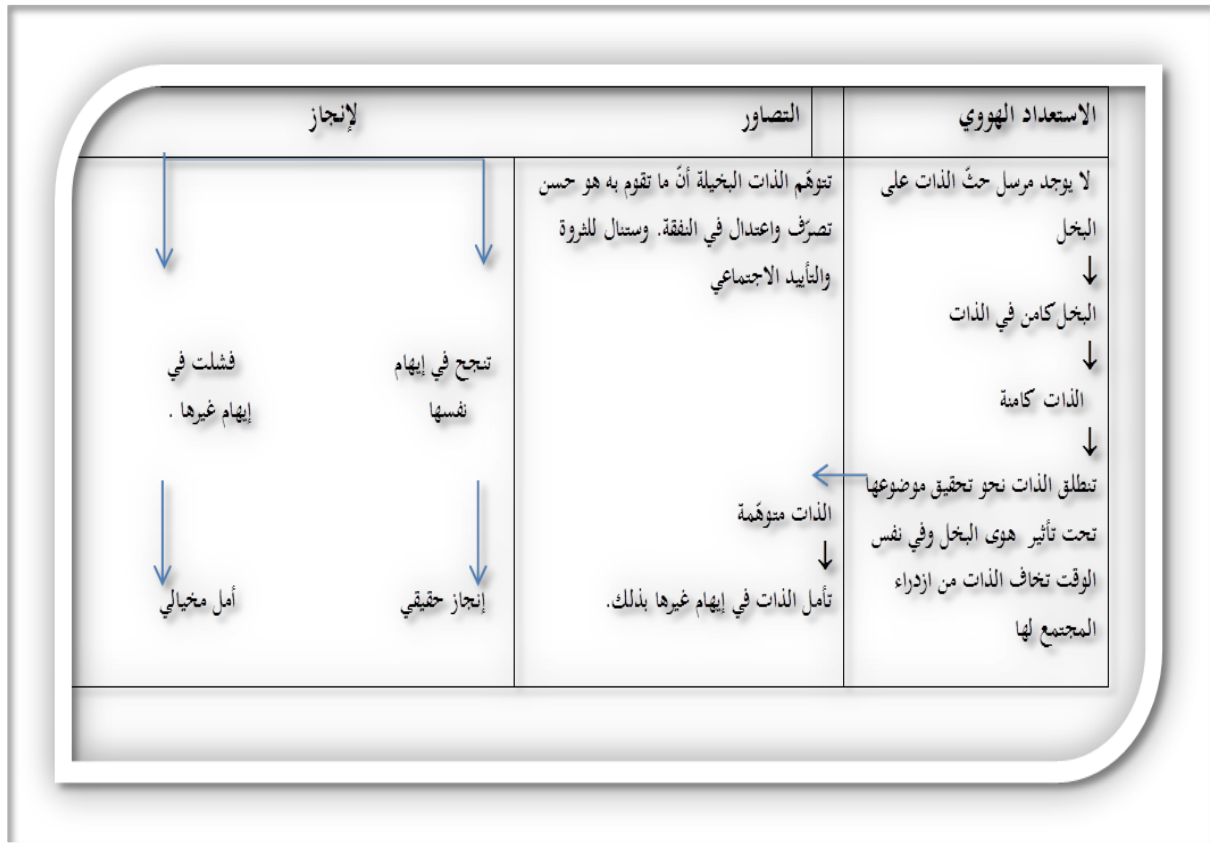 الاستعداد الهووي
التصاور
لإنجاز
لا يوجد مرسل حثّ الذات على
البخل
↓
البخل كامن في الذات
↓
الذات كامنة
↓
تنطلق الذات نحو تحقيق موضوعها
تحت تأثير هوى البخل وفي نفس
الوقت تخاف الذات من ازدراء
المجتمع لها
تتوهّم الذات البخيلة أنّ ما تقوم به هو حسن
تصرّف واعتدال في النفقة. وستنال للثروة
والتأييد الاجتماعي
الذات متوهّمة
↓
تأمل الذات في إيهام غيرها بذلك.
تنجح في إيهام
نفسها
إنجاز حقيقي
فشلت في
إيهام غيرها .
أمل مخيالي